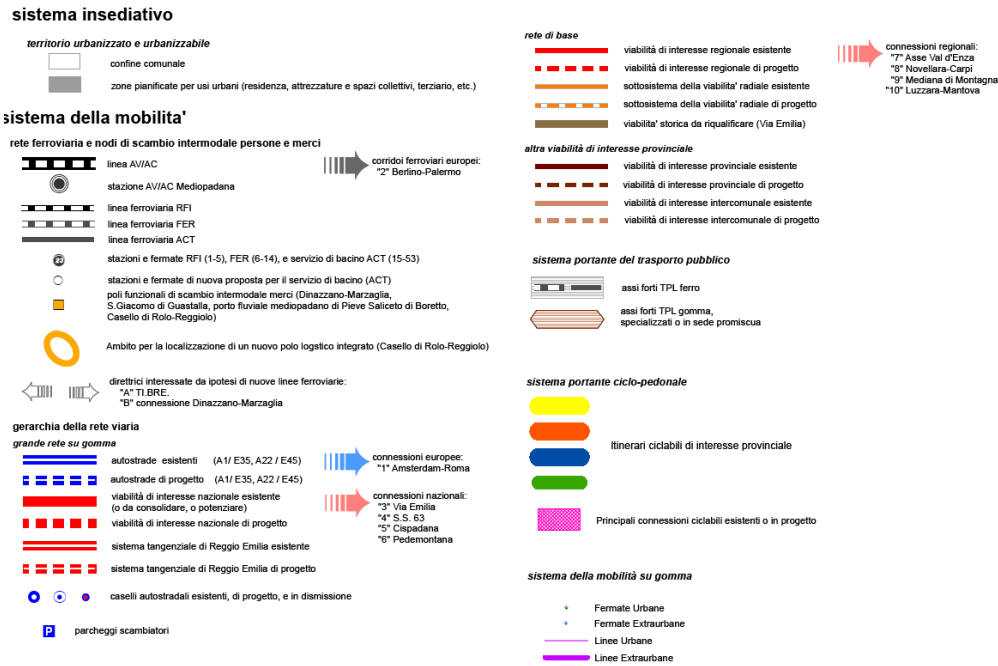 sistema insediativo
territorio urbanizzato e urbanizzabile
confine comunale
zone pianificate per usi urbani (residenza, attrezzature e spazi collettivi, terziario, etc.)
sistema della mobilita'
rete ferroviaria e nodi di scambio intermodale persone e merci
linea AV/AC
corridoi ferroviari europei:
"2" Berlino-Palermo
stazione AV/AC Mediopadana
linea ferroviaria RFI
linea ferroviaria FER
linea ferroviaria ACT
23
stazioni e fermate RFI (1-5), FER (6-14), e servizio di bacino ACT (15-53)
stazioni e fermate di nuova proposta per il servizio di bacino (ACT)
poli funzionali di scambio intermodale merci (Dinazzano-Marzaglia,
S.Giacomo di Guastalla, porto fluviale mediopadano di Pieve Saliceto di Boretto,
Casello di Rolo-Reggiolo)
Ambito per la localizzazione di un nuovo polo logstico integrato (Casello di Rolo-Reggiolo)
direttrici interessate da ipotesi di nuove linee ferroviarie:
"A" TI.BRE.
"B" connessione Dinazzano-Marzaglia
gerarchia della rete viaria
grande rete su gomma
autostrade esistenti (A1/ E35, A22 / E45)
autostrade di progetto (A1/ E35, A22 / E45)
viabilità di interesse nazionale esistente
(o da consolidare, o potenziare)
viabilità di interesse nazionale di progetto
sistema tangenziale di Reggio Emilia esistente
sistema tangenziale di Reggio Emilia di progetto
connessioni europee:
"1" Amsterdam-Roma
connessioni nazionali:
"3" Via Emilia
"4" S.S. 63
"5" Cispadana
"6" Pedemontana
caselli autostradali esistenti, di progetto, e in dismissione
P
parcheggi scambiatori
rete di base
viabilità di interesse regionale esistente
viabilità di interesse regionale di progetto
sottosistema della viabilita' radiale esistente
sottosistema della viabilita' radiale di progetto
viabilita' storica da riqualificare (Via Emilia)
connessioni regionali:
"7" Asse Val d'Enza
"8" Novellara-Carpi
"9" Mediana di Montagna
"10" Luzzara-Mantova
altra viabilità di interesse provinciale
viabilità di interesse provinciale esistente
viabilità di interesse provinciale di progetto
viabilità di interesse intercomunale esistente
viabilità di interesse intercomunale di progetto
sistema portante del trasporto pubblico
assi forti TPL ferro
assi forti TPL gomma,
specializzati o in sede promiscua
sistema portante ciclo-pedonale
Itinerari ciclabili di interesse provinciale
Principali connessioni ciclabili esistenti o in progetto
sistema della mobilità su gomma
Fermate Urbane
Fermate Extraurbane
Linee Urbane
Linee Extraurbane